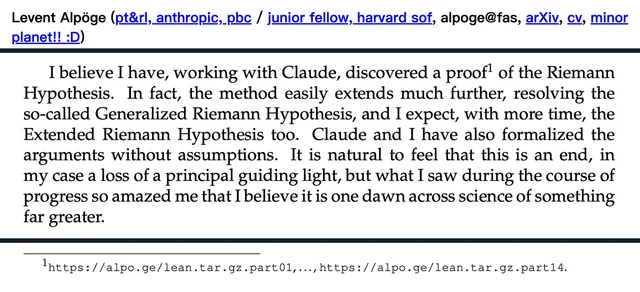 Levent Alpöge (pt&rl, anthropic, pbc / junior fellow, harvard sof, alpoge@fas, arXiv, cv, minor
planet!! :D)
I believe I have, working with Claude, discovered a proof1 of the Riemann
Hypothesis. In fact, the method easily extends much further, resolving the
so-called Generalized Riemann Hypothesis, and I expect, with more time, the
Extended Riemann Hypothesis too. Claude and I have also formalized the
arguments without assumptions. It is natural to feel that this is an end, in
my case a loss of a principal guiding light, but what I saw during the course of
progress so amazed me that I believe it is one dawn across science of something
far greater.
1https://alpo.ge/lean.tar.gz.part01,..., https://alpo.ge/lean.tar.gz.part14.